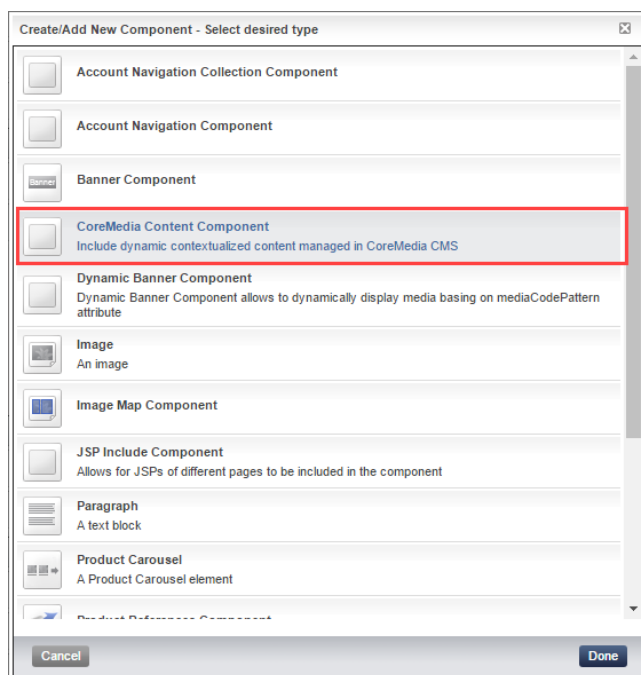 Create/Add New Component - Select desired type
Account Navigation Collection Component
Account Navigation Component
Banner
Banner Component
CoreMedia Content Component
Include dynamic contextualized content managed in CoreMedia CMS
Dynamic Banner Component
Dynamic Banner Component allows to dynamically display media basing on mediaCodePattern
attribute
Image
An image
Image Map Component
JSP Include Component
Allows for JSPs of different pages to be included in the component
Paragraph
A text block
Product Carousel
A Product Carousel element
Product References Component
Cancel
Done